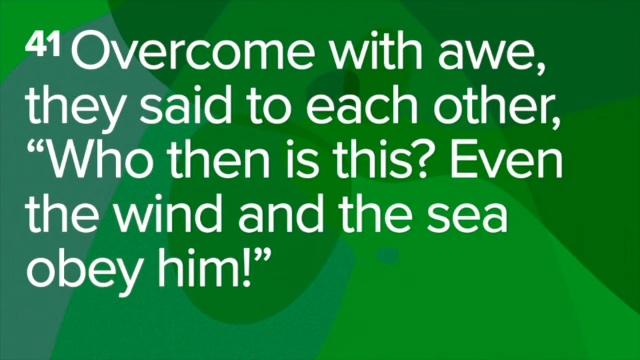 41 Overcome with awe,
they said to each other,
“Who then is this? Even
the wind and the sea
obey him!”